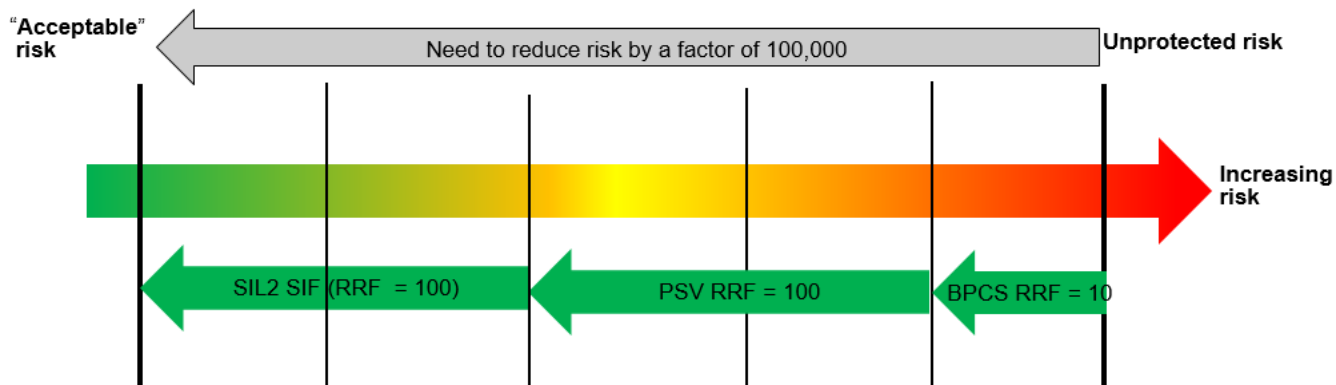 “Acceptable”
risk
Need to reduce risk by a factor of 100,000
Unprotected risk
Increasing
risk
SIL2 SIF (RRF  = 100)
PSV RRF = 100
BPCS RRF = 10